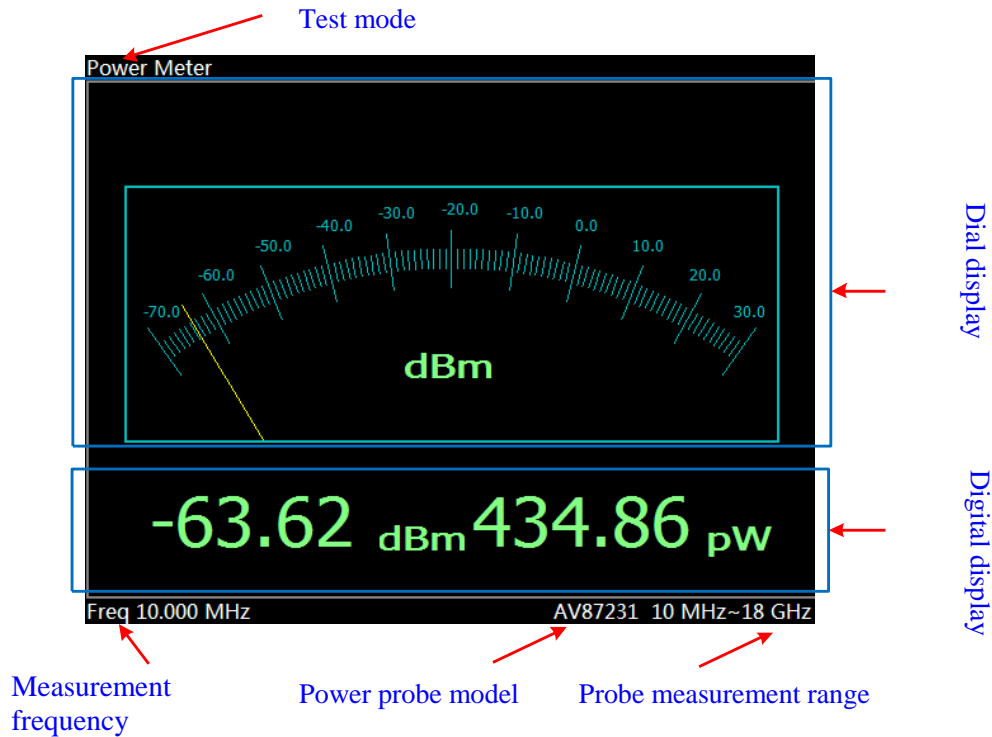 Test mode
Power Meter
-70.0
-60.0
-50.0
-40.0
-30.0
-20.0
-10.0
0.0
10.0
20.0
30.0
dBm
Dial display
-63.62 dBm 434.86 pW
Digital display
Freq 10.000 MHz
AV87231 10 MHz~18 GHz
Measurement
frequency
Power probe model
Probe measurement range